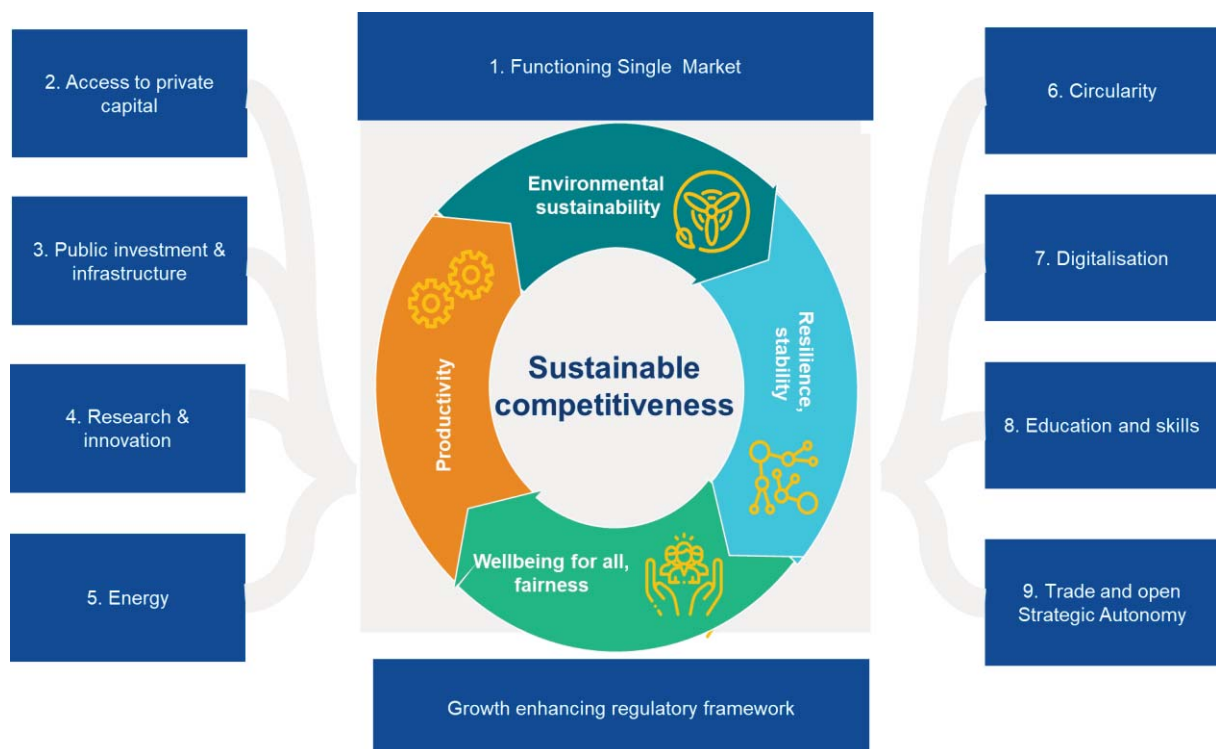 1. Functioning Single Market
2. Access to private
capital
3. Public investment &
infrastructure
4. Research &
innovation
5. Energy
Environmental
sustainability
Resilience,
stability
Wellbeing for all,
fairness
Productivity
Sustainable
competitiveness
6. Circularity
7. Digitalisation
8. Education and skills
9. Trade and open
Strategic Autonomy
Growth enhancing regulatory framework